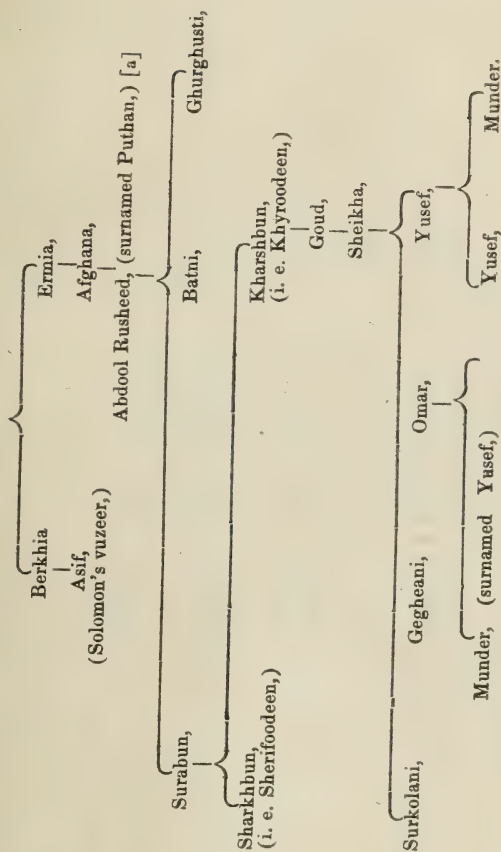 Berkhia Ermia,
Asif, Afghana,
(Solomon's vuzeer,) Abdool Rusheed, (surnamed Puthan,) [a]
Surabun, Batni, Ghurghusti,
Sharkhbun, Kharshbun,
(i. e. Sherifoodeen,) (i. e. Khyroodeen,)
Goud,
Sheikha,
Surkolani, Gegheani, Omar, Yusef,
Munder, (surnamed Yusef,) Yusef, Munder.